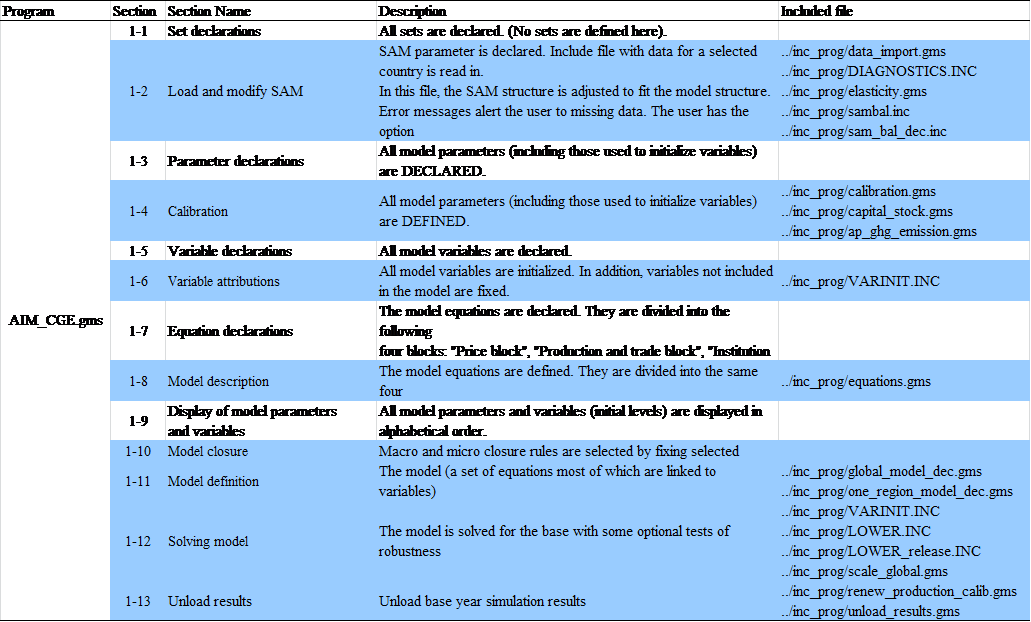 Program Section Section Name Description Included file
1-1 Set declarations All sets are declared. (No sets are defined here).
SAM parameter is declared. Include file with data for a selected ../inc_prog/data_import.gms
country is read in. ../inc_prog/DIAGNOSTICS.INC
1-2 Load and modify SAM In this file, the SAM structure is adjusted to fit the model structure. ../inc_prog/elasticity.gms
Error messages alert the user to missing data. The user has the ../inc_prog/sambal.inc
option ../inc_prog/sam_bal_dec.inc
1-3 Parameter declarations All model parameters (including those used to initialize variables)
are DECLARED.
1-4 Calibration All model parameters (including those used to initialize variables) ../inc_prog/calibration.gms
are DEFINED. ../inc_prog/capital_stock.gms
../inc_prog/ap_ghg_emission.gms
1-5 Variable declarations All model variables are declared.
1-6 Variable attributions All model variables are initialized. In addition, variables not included ../inc_prog/VARINIT.INC
in the model are fixed.
AIM_CGE.gms 1-7 Equation declarations The model equations are declared. They are divided into the
following
four blocks: "Price block", "Production and trade block", "Institution
1-8 Model description The model equations are defined. They are divided into the same ../inc_prog/equations.gms
four
1-9 Display of model parameters All model parameters and variables (initial levels) are displayed in
and variables alphabetical order.
1-10 Model closure Macro and micro closure rules are selected by fixing selected
1-11 Model definition The model (a set of equations most of which are linked to ../inc_prog/global_model_dec.gms
variables) ../inc_prog/one_region_model_dec.gms
../inc_prog/VARINIT.INC
1-12 Solving model The model is solved for the base with some optional tests of ../inc_prog/LOWER.INC
robustness ../inc_prog/LOWER_release.INC
../inc_prog/scale_global.gms
1-13 Unload results Unload base year simulation results ../inc_prog/renew_production_calib.gms
../inc_prog/unload_results.gms